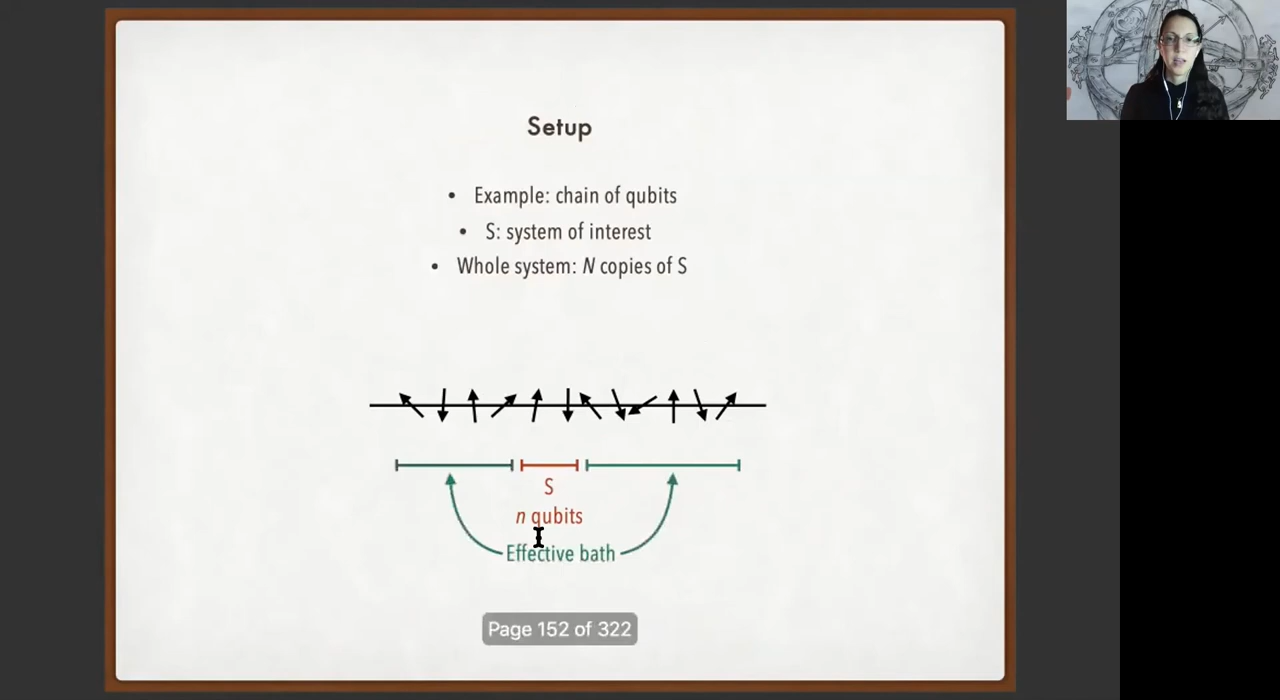 Setup
• Example: chain of qubits
• S: system of interest
• Whole system: N copies of S
S
n qubits
Effective bath
Page 152 of 322